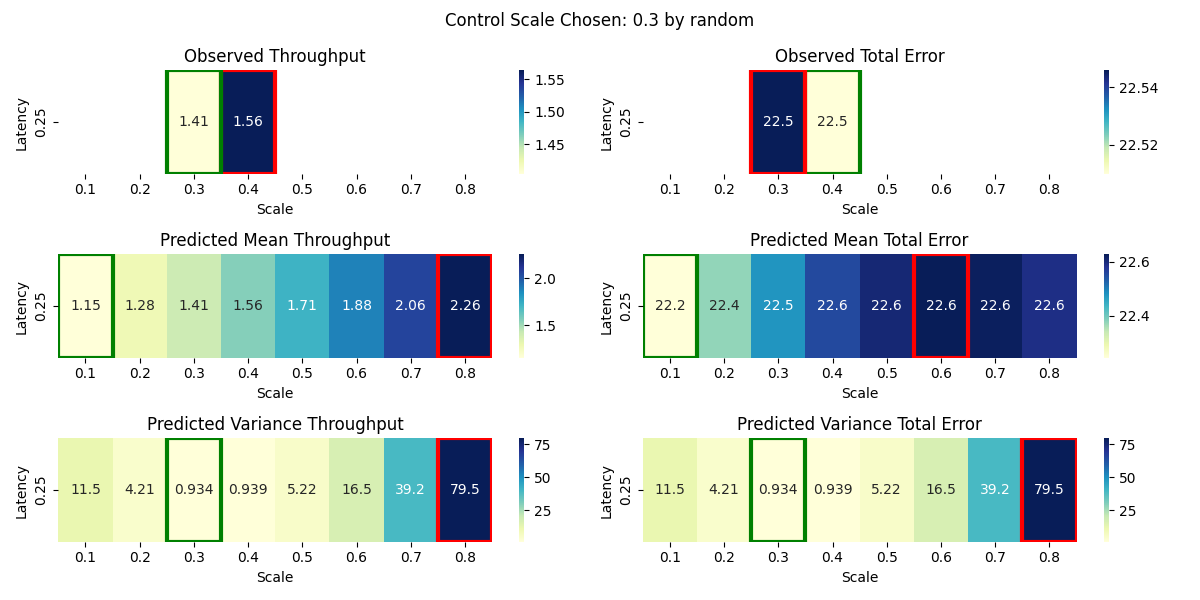 Control Scale Chosen: 0.3 by random
Observed Throughput
Latency
0.25
1.41 1.56
0.1 0.2 0.3 0.4 0.5 0.6 0.7 0.8
Scale
1.55
1.50
1.45
Observed Total Error
Latency
0.25
22.5 22.5
0.1 0.2 0.3 0.4 0.5 0.6 0.7 0.8
Scale
22.54
22.52
Predicted Mean Throughput
Latency
0.25
1.15 1.28 1.41 1.56 1.71 1.88 2.06 2.26
0.1 0.2 0.3 0.4 0.5 0.6 0.7 0.8
Scale
2.0
1.5
Predicted Mean Total Error
Latency
0.25
22.2 22.4 22.5 22.6 22.6 22.6 22.6 22.6
0.1 0.2 0.3 0.4 0.5 0.6 0.7 0.8
Scale
22.6
22.4
Predicted Variance Throughput
Latency
0.25
11.5 4.21 0.934 0.939 5.22 16.5 39.2 79.5
0.1 0.2 0.3 0.4 0.5 0.6 0.7 0.8
Scale
75
50
25
Predicted Variance Total Error
Latency
0.25
11.5 4.21 0.934 0.939 5.22 16.5 39.2 79.5
0.1 0.2 0.3 0.4 0.5 0.6 0.7 0.8
Scale
75
50
25